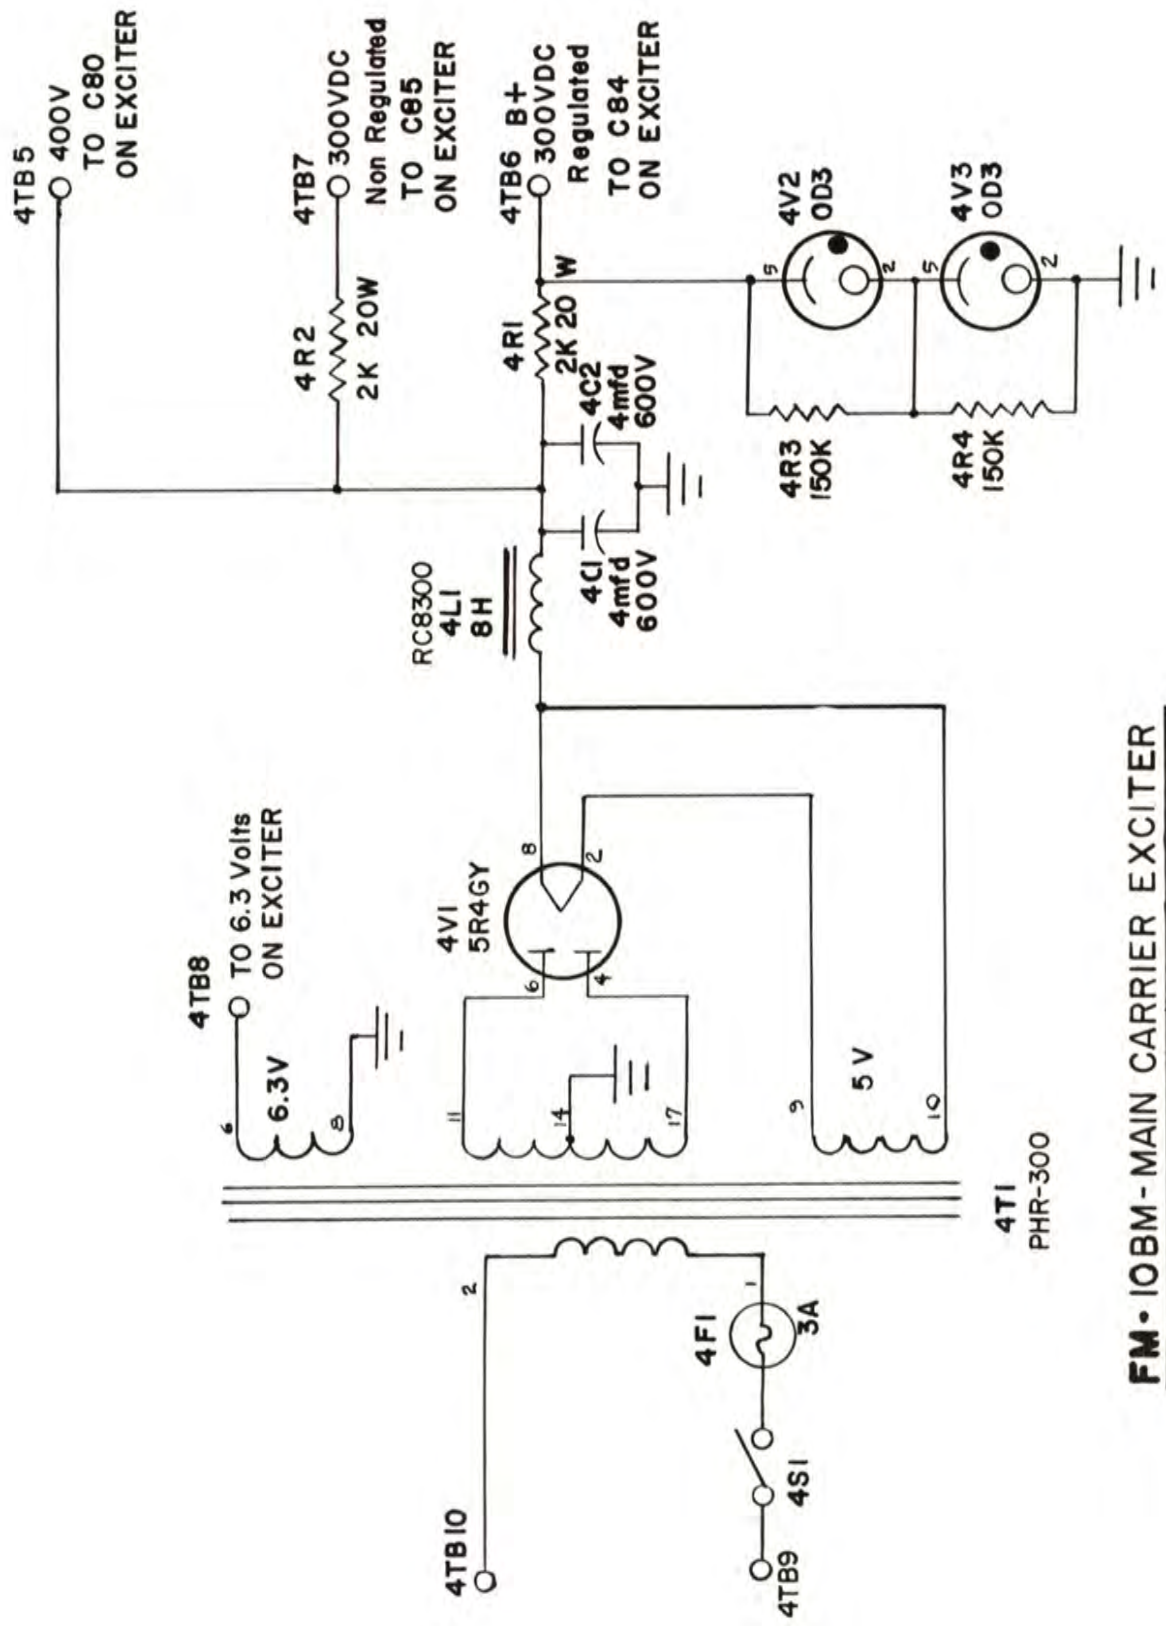 4TB5
400V
TO C80
ON EXCITER
4TB7
300VDC
Non Regulated
TO C85
ON EXCITER
4R2
2K 20W
4TB6 B+
300VDC
Regulated
TO C84
ON EXCITER
4R1
2K 20 W
4C2
4mfd
600V
4C1
4mfd
600V
RC8300
4L1
8H
4V2
OD3
5
2
4V3
OD3
5
2
4R3
150K
4R4
150K
4TB8
TO 6.3 Volts
ON EXCITER
6
6.3V
8
4V1
5R4GY
8
2
6
4
11
14
17
9
5V
10
4T1
PHR-300
2
1
4F1
3A
4S1
4TB10
4TB9
FM•10BM-MAIN CARRIER EXCITER